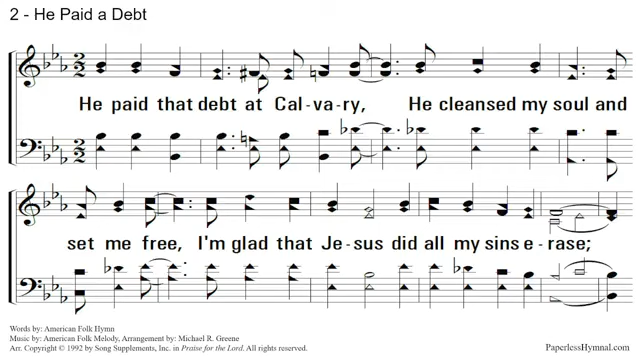 2 - He Paid a Debt
He paid that debt at Cal-va-ry, He cleansed my soul and
set me free, I'm glad that Je-sus did all my sins e-rase;
Words by: American Folk Hymn
Music by: American Folk Melody, Arrangement by: Michael R. Greene
Arr. Copyright © 1992 by Song Supplements, Inc. in Praise for the Lord. All rights reserved.
PaperlessHymnal.com